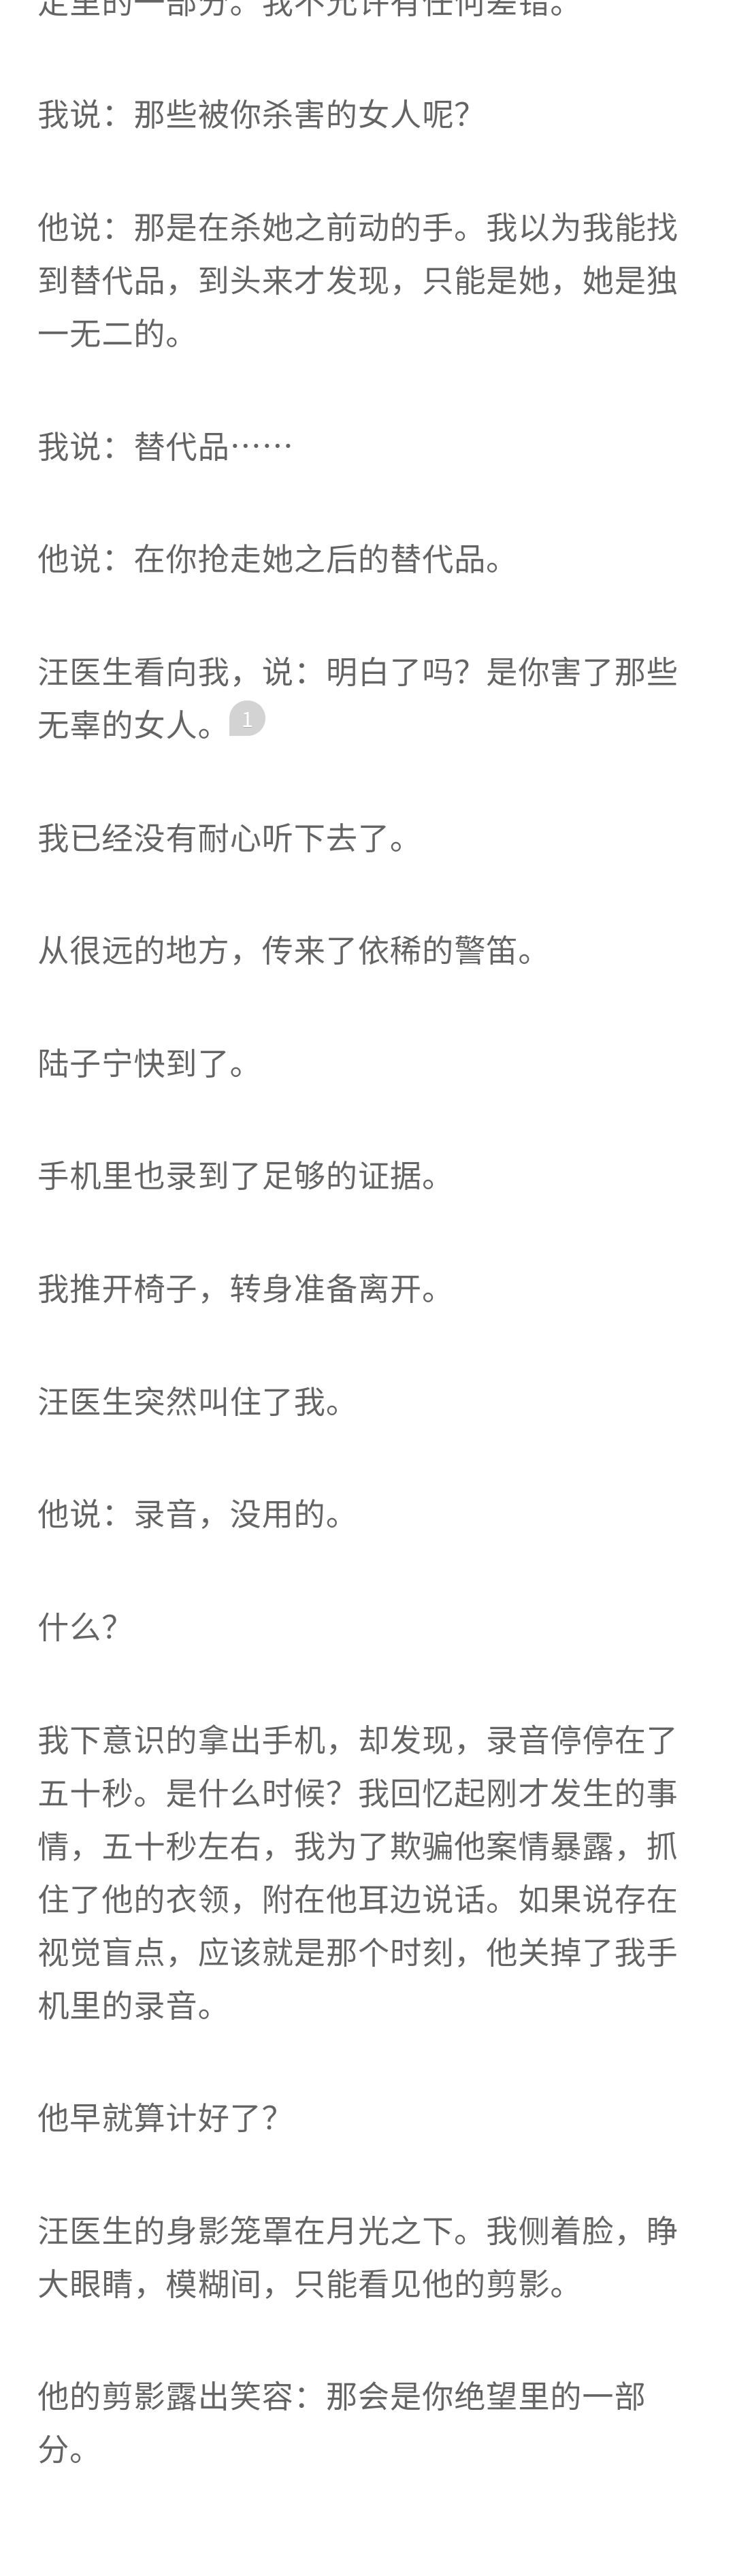 定里的一部分。我不允许有任何差错。
我说：那些被你杀害的女人呢？
他说：那是在杀她之前动的手。我以为我能找
到替代品，到头来才发现，只能是她，她是独
一无二的。
我说：替代品……
他说：在你抢走她之后的替代品。
汪医生看向我，说：明白了吗？是你害了那些
无辜的女人。1
我已经没有耐心听下去了。
从很远的地方，传来了依稀的警笛。
陆子宁快到了。
手机里也录到了足够的证据。
我推开椅子，转身准备离开。
汪医生突然叫住了我。
他说：录音，没用的。
什么？
我下意识的拿出手机，却发现，录音停停在了
五十秒。是什么时候？我回忆起刚才发生的事
情，五十秒左右，我为了欺骗他案情暴露，抓
住了他的衣领，附在他耳边说话。如果说存在
视觉盲点，应该就是那个时刻，他关掉了我手
机里的录音。
他早就算计好了？
汪医生的身影笼罩在月光之下。我侧着脸，睁
大眼睛，模糊间，只能看见他的剪影。
他的剪影露出笑容：那会是你绝望里的一部
分。